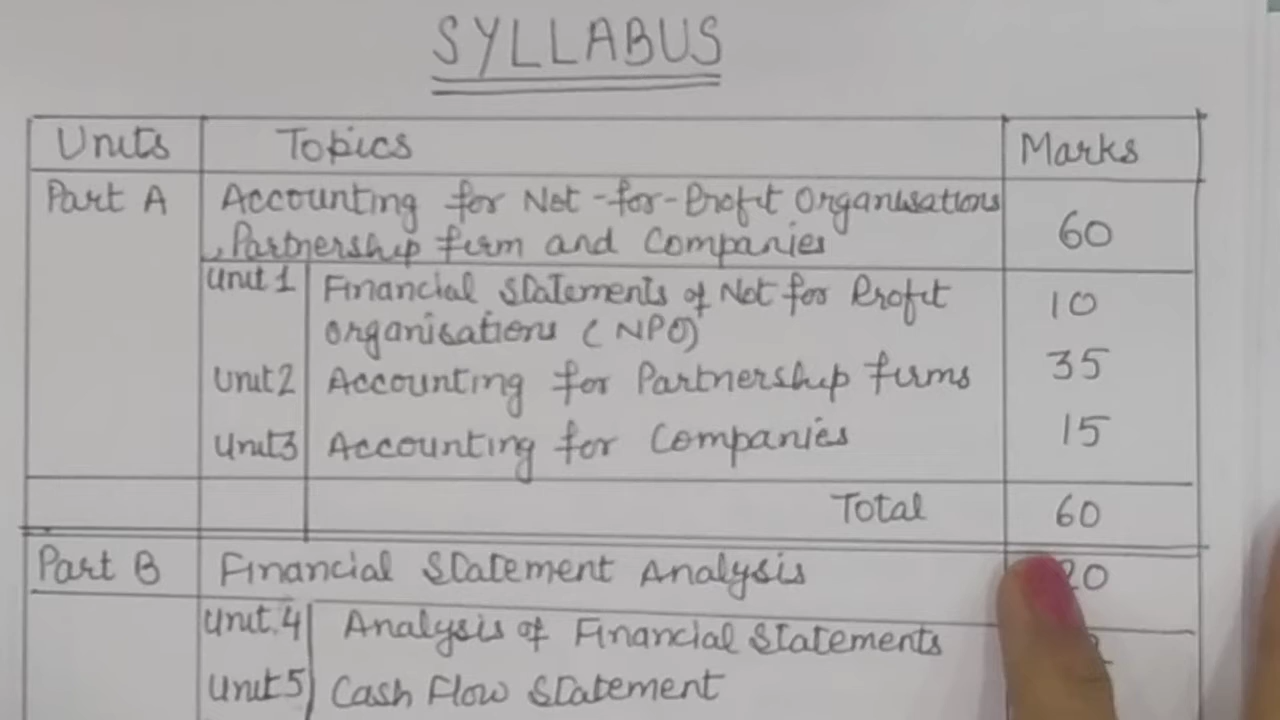 SYLLABUS
Units Topics Marks
Part A Accounting for Not-for-Profit Organisations
, Partnership firm and Companies 60
Unit 1 Financial Statements of Not for Profit 10
organisations (NPO)
Unit 2 Accounting for Partnership firms 35
Unit 3 Accounting for Companies 15
Total 60
Part B Financial Statement Analysis 20
Unit.4 Analysis of Financial Statements
Unit 5 Cash Flow Statement